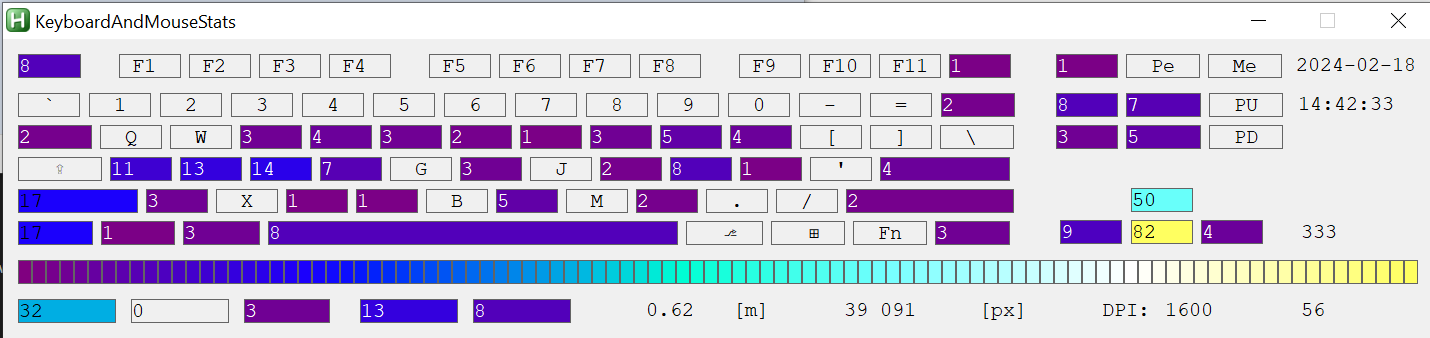 KeyboardAndMouseStats
8 F1 F2 F3 F4 F5 F6 F7 F8 F9 F10 F11 1 1 Pe Me 2024-02-18
` 1 2 3 4 5 6 7 8 9 0 - = 2 8 7 PU 14:42:33
2 Q W 3 4 3 2 1 3 5 4 [ ] \ 3 5 PD
⇪ 11 13 14 7 G 3 J 2 8 1 ' 4
17 3 X 1 1 B 5 M 2 . / 2 50
17 1 3 8 ⎇ ⊞ Fn 3 9 82 4 333
32 0 3 13 8 0.62 [m] 39 091 [px] DPI: 1600 56